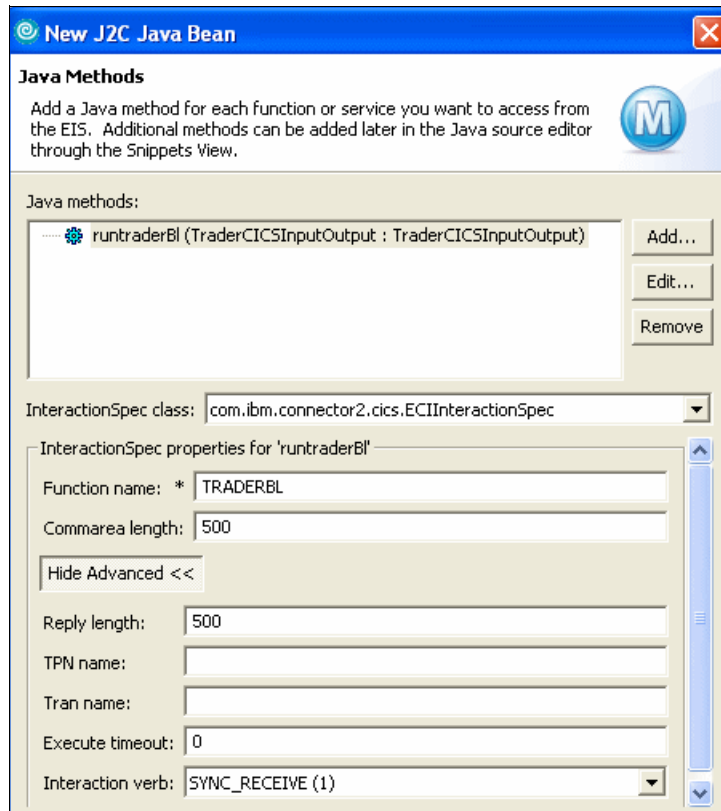 New J2C Java Bean
Java Methods
Add a Java method for each function or service you want to access from
the EIS. Additional methods can be added later in the Java source editor
through the Snippets View.
M
Java methods:
runtraderBl (TraderCICSInputOutput : TraderCICSInputOutput)
Add...
Edit...
Remove
InteractionSpec class: com.ibm.connector2.cics.ECIInteractionSpec
InteractionSpec properties for 'runtraderBl'
Function name: * TRADERBL
Commarea length: 500
Hide Advanced <<
Reply length: 500
TPN name:
Tran name:
Execute timeout: 0
Interaction verb: SYNC_RECEIVE (1)